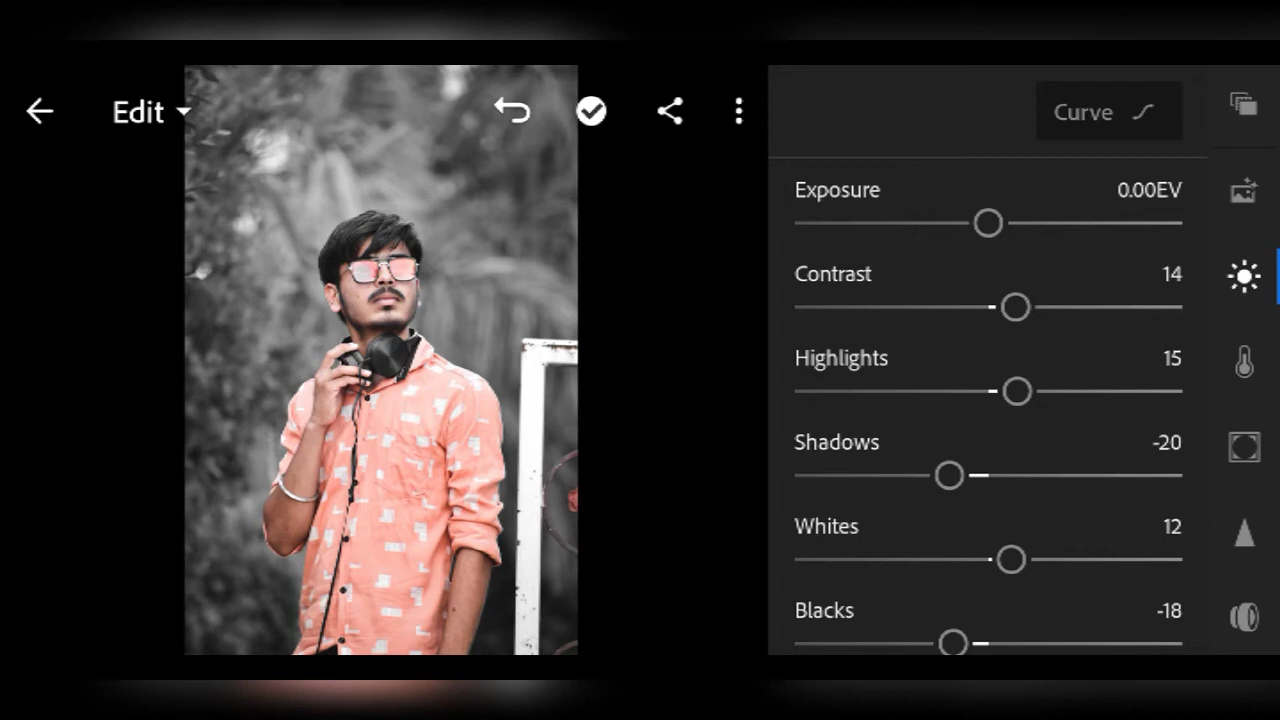 Edit
Curve
Exposure 0.00EV
Contrast 14
Highlights 15
Shadows -20
Whites 12
Blacks -18